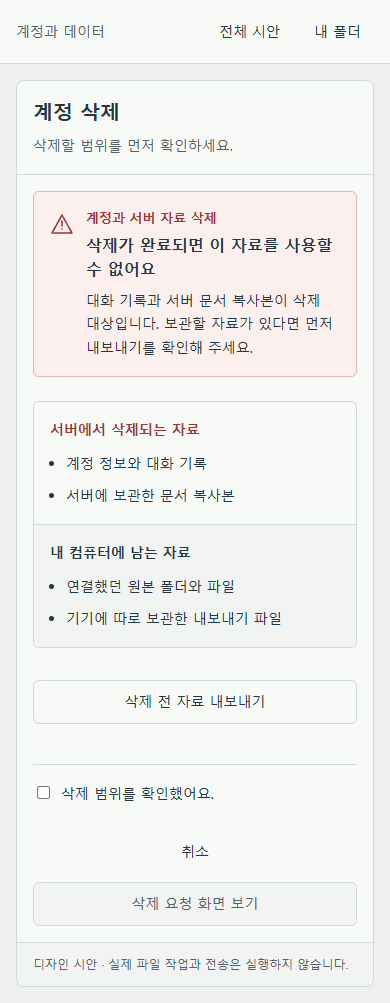 계정과 데이터
전체 시안
내 폴더
계정 삭제
삭제할 범위를 먼저 확인하세요.
계정과 서버 자료 삭제
삭제가 완료되면 이 자료를 사용할
수 없어요
대화 기록과 서버 문서 복사본이 삭제
대상입니다. 보관할 자료가 있다면 먼저
내보내기를 확인해 주세요.
서버에서 삭제되는 자료
계정 정보와 대화 기록
서버에 보관한 문서 복사본
내 컴퓨터에 남는 자료
연결했던 원본 폴더와 파일
기기에 따로 보관한 내보내기 파일
삭제 전 자료 내보내기
삭제 범위를 확인했어요.
취소
삭제 요청 화면 보기
디자인 시안 · 실제 파일 작업과 전송은 실행하지 않습니다.